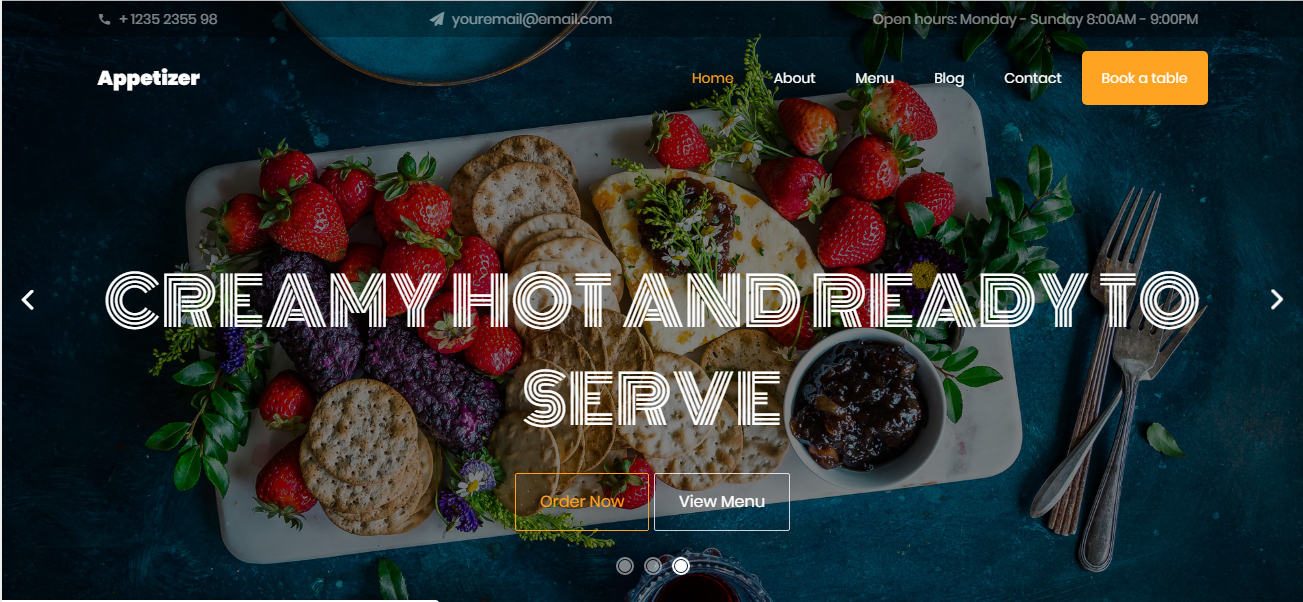 + 1235 2355 98
youremail@email.com
Open hours: Monday - Sunday 8:00AM - 9:00PM
Appetizer
Home
About
Menu
Blog
Contact
Book a table
CREAMY HOT AND READY TO
SERVE
Order Now
View Menu